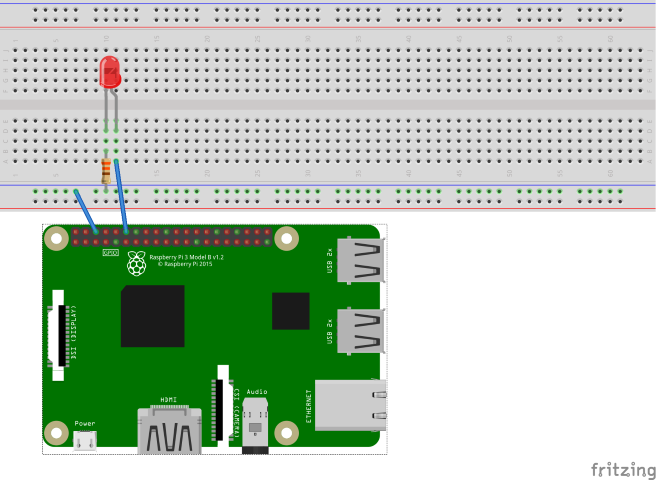 GPIO
Raspberry Pi 3 Model B v1.2
© Raspberry Pi 2015
USB 2x
DSI (DISPLAY)
USB 2x
HDMI
CSI (CAMERA)
Audio
ETHERNET
Power
fritzing